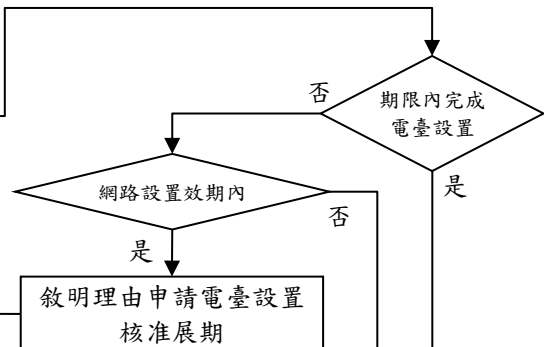 期限內完成
電臺設置
否
是
網路設置效期內
否
是
敘明理由申請電臺設置
核准展期